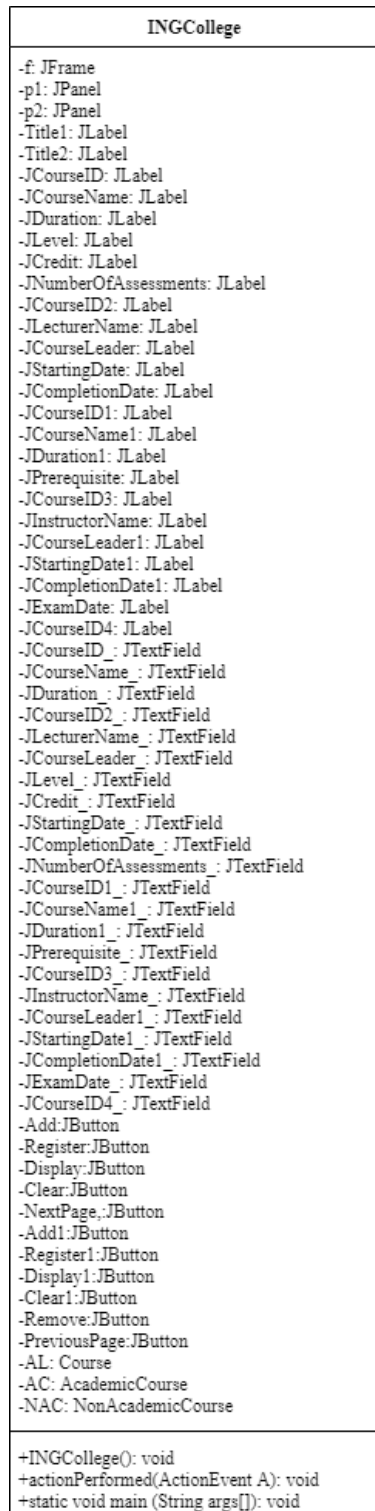 INGCollege
-f: JFrame
-p1: JPanel
-p2: JPanel
-Title1: JLabel
-Title2: JLabel
-JCourseID: JLabel
-JCourseName: JLabel
-JDuration: JLabel
-JLevel: JLabel
-JCredit: JLabel
-JNumberOfAssessments: JLabel
-JCourseID2: JLabel
-JLecturerName: JLabel
-JCourseLeader: JLabel
-JStartingDate: JLabel
-JCompletionDate: JLabel
-JCourseID1: JLabel
-JCourseName1: JLabel
-JDuration1: JLabel
-JPrerequisite: JLabel
-JCourseID3: JLabel
-JInstructorName: JLabel
-JCourseLeader1: JLabel
-JStartingDate1: JLabel
-JCompletionDate1: JLabel
-JExamDate: JLabel
-JCourseID4: JLabel
-JCourseID_: JTextField
-JCourseName_: JTextField
-JDuration_: JTextField
-JCourseID2_: JTextField
-JLecturerName_: JTextField
-JCourseLeader_: JTextField
-JLevel_: JTextField
-JCredit_: JTextField
-JStartingDate_: JTextField
-JCompletionDate_: JTextField
-JNumberOfAssessments_: JTextField
-JCourseID1_: JTextField
-JCourseName1_: JTextField
-JDuration1_: JTextField
-JPrerequisite_: JTextField
-JCourseID3_: JTextField
-JInstructorName_: JTextField
-JCourseLeader1_: JTextField
-JStartingDate1_: JTextField
-JCompletionDate1_: JTextField
-JExamDate_: JTextField
-JCourseID4_: JTextField
-Add:JButton
-Register:JButton
-Display:JButton
-Clear:JButton
-NextPage,:JButton
-Add1:JButton
-Register1:JButton
-Display1:JButton
-Clear1:JButton
-Remove:JButton
-PreviousPage:JButton
-AL: Course
-AC: AcademicCourse
-NAC: NonAcademicCourse
+INGCollege(): void
+actionPerformed(ActionEvent A): void
+static void main (String args[]): void